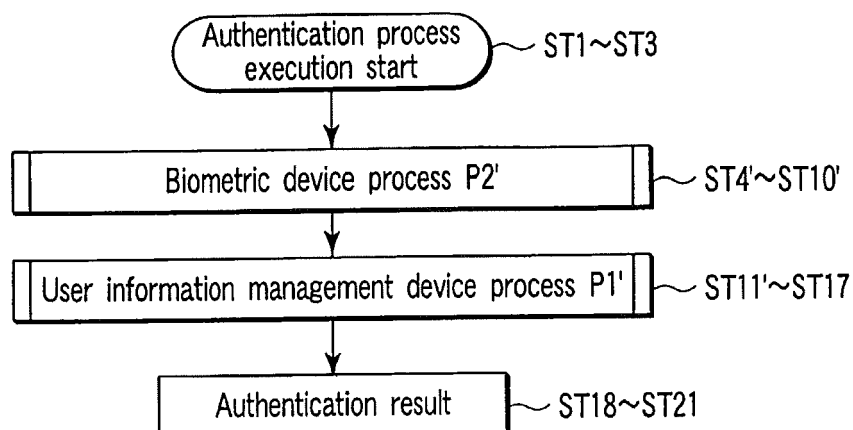 Authentication process
execution start
ST1~ST3
Biometric device process P2'
ST4'~ST10'
User information management device process P1'
ST11'~ST17
Authentication result
ST18~ST21